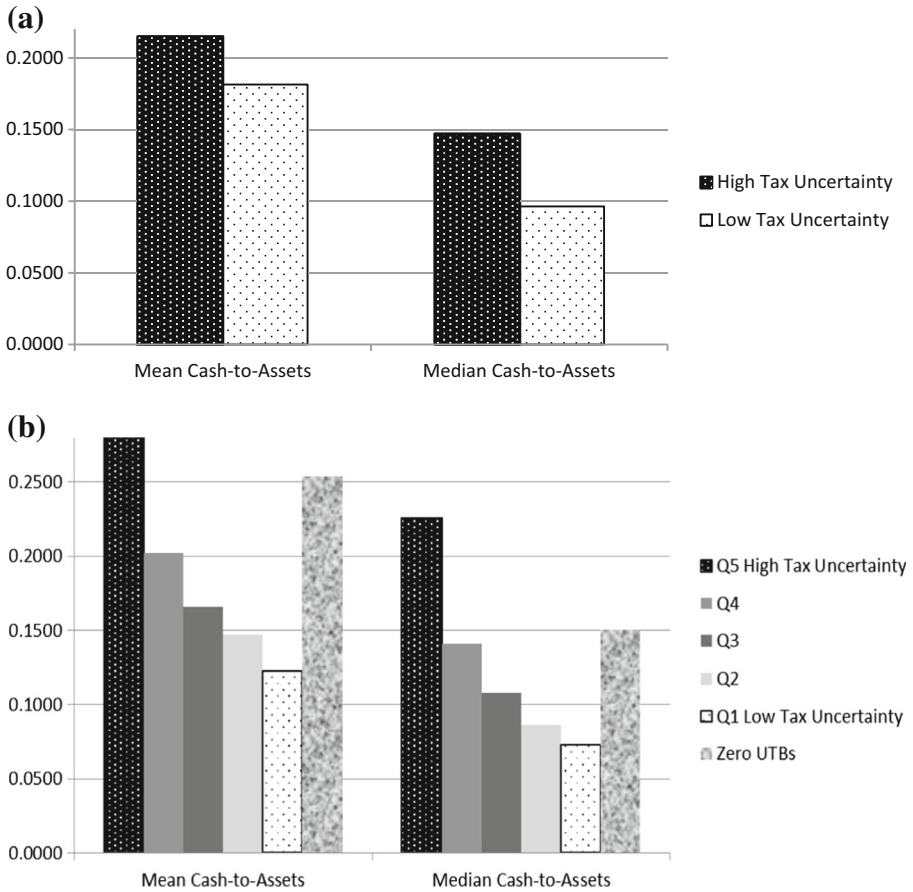 (a)
0.2000
0.1500
0.1000
0.0500
0.0000
Mean Cash-to-Assets
Median Cash-to-Assets
High Tax Uncertainty
Low Tax Uncertainty
(b)
0.2500
0.2000
0.1500
0.1000
0.0500
0.0000
Mean Cash-to-Assets
Median Cash-to-Assets
Q5 High Tax Uncertainty
Q4
Q3
Q2
Q1 Low Tax Uncertainty
Zero UTBs